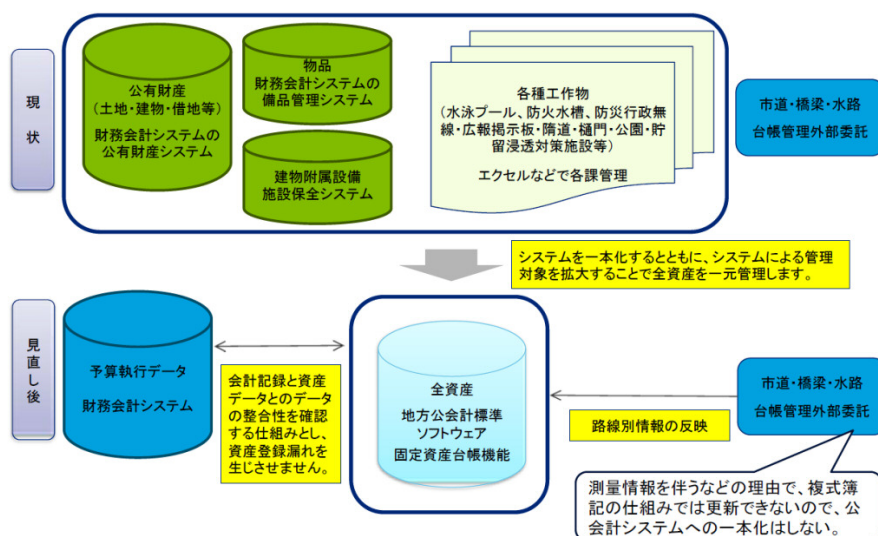 現
状
公有財産
(土地・建物・借地等)
財務会計システムの
公有財産システム
物品
財務会計システムの
備品管理システム
建物附属設備
施設保全システム
各種工作物
(水泳プール、防火水槽、防災行政無
線・広報掲示板・隋道・樋門・公園・貯
留浸透対策施設等)
エクセルなどで各課管理
市道・橋梁・水路
台帳管理外部委託
システムを一本化するとともに、システムによる管理
対象を拡大することで全資産を一元管理します。
見
直
し
後
予算執行データ
財務会計システム
会計記録と資産
データとのデータ
の整合性を確認
する仕組みとし、
資産登録漏れを
生じさせません。
全資産
地方公会計標準
ソフトウェア
固定資産台帳機能
路線別情報の反映
市道・橋梁・水路
台帳管理外部委託
測量情報を伴うなどの理由で、複式簿
記の仕組みでは更新できないので、公
会計システムへの一本化はしない。